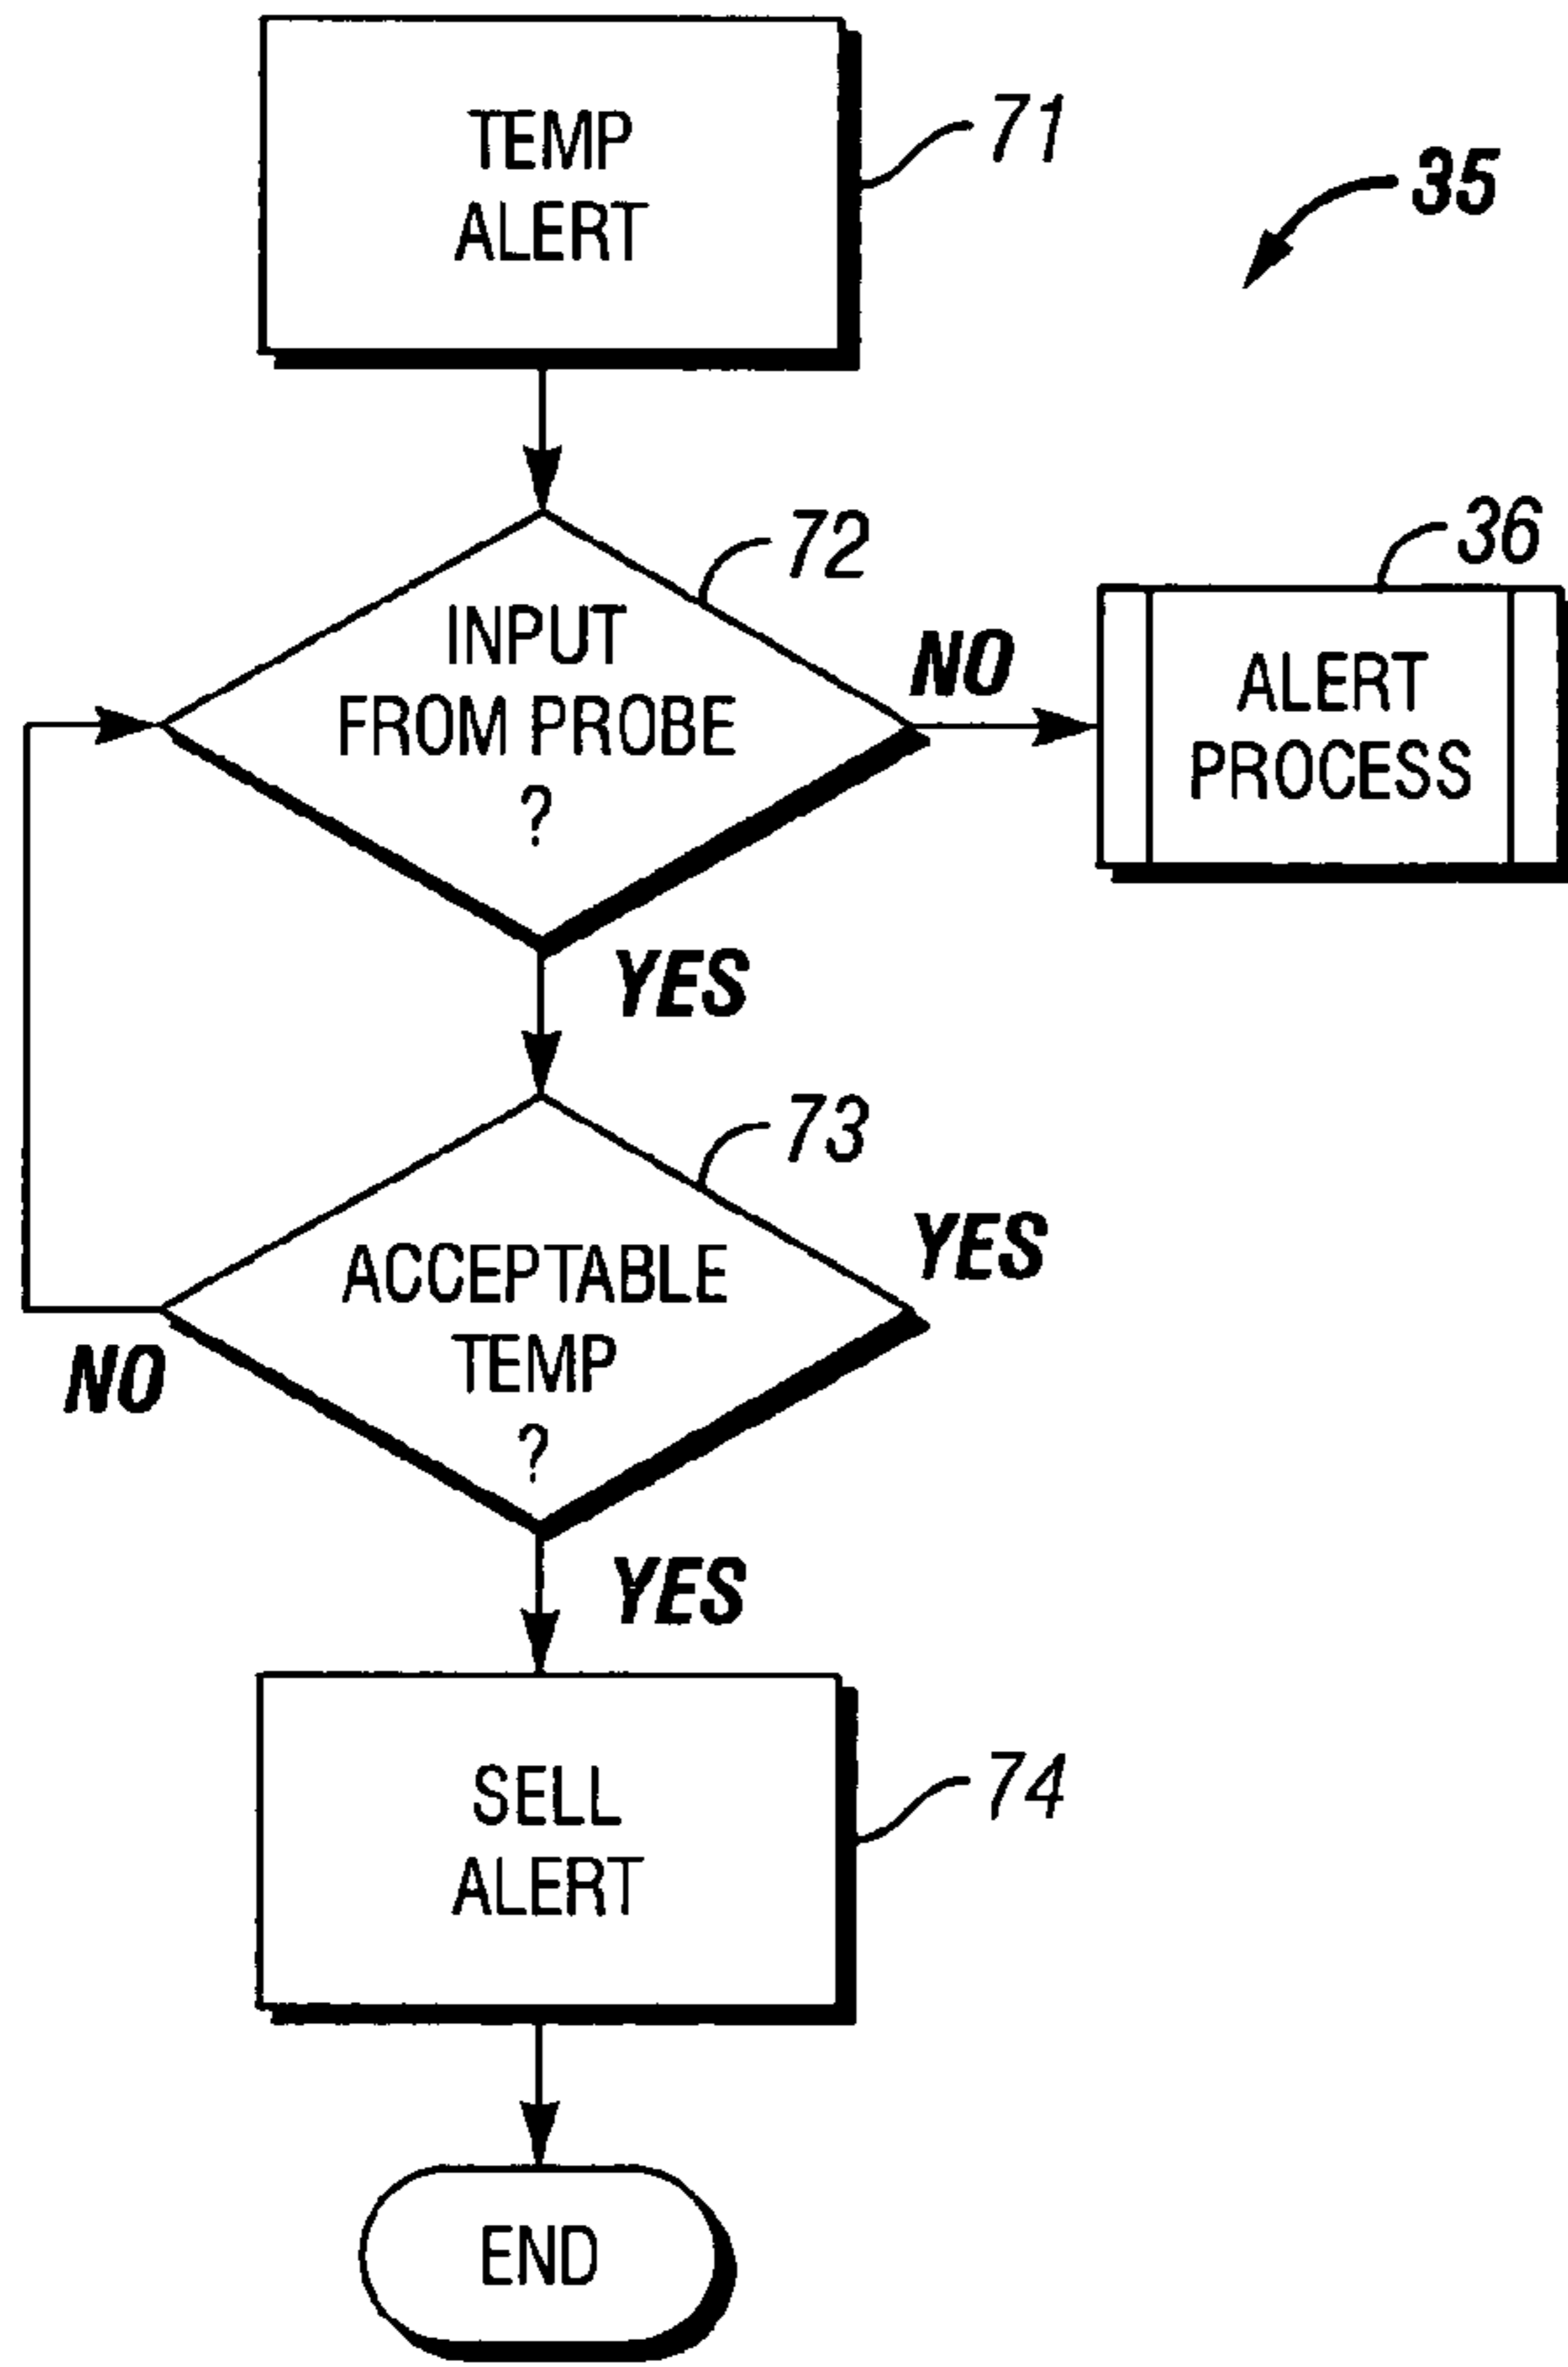 TEMP
ALERT
71
35
72
INPUT
FROM PROBE
?
NO
36
ALERT
PROCESS
YES
73
YES
ACCEPTABLE
TEMP
?
NO
YES
SELL
ALERT
74
END